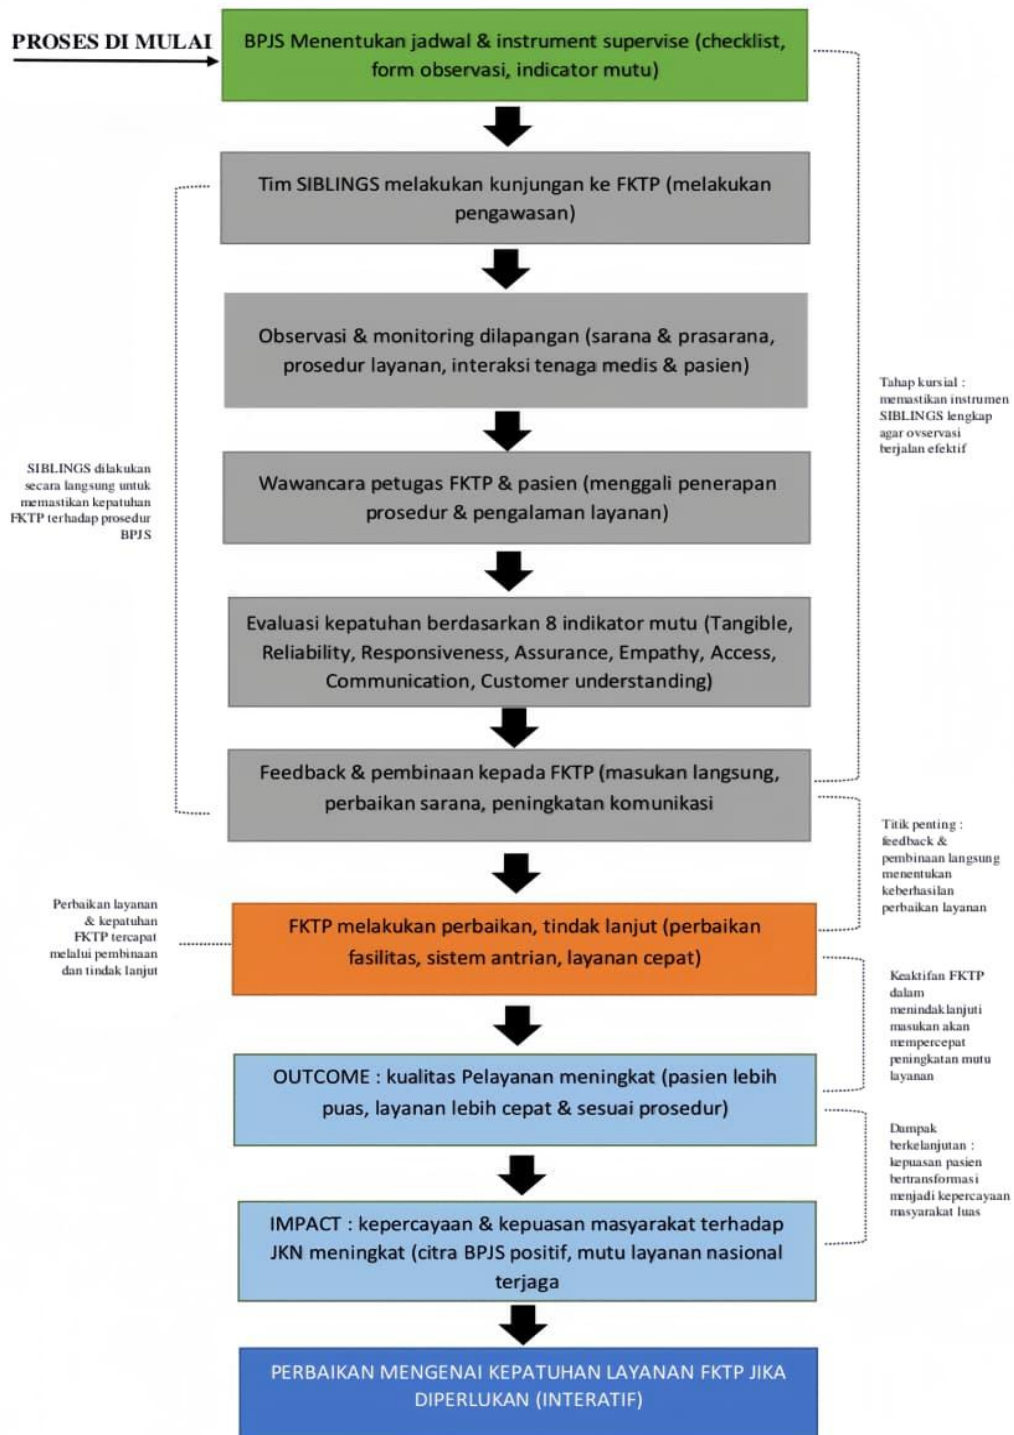 PROSES DI MULAI
BPJS Menentukan jadwal & instrument supervise (checklist,
form observasi, indicator mutu)
Tim SIBLINGS melakukan kunjungan ke FKTP (melakukan
pengawasan)
Observasi & monitoring dilapangan (sarana & prasarana,
prosedur layanan, interaksi tenaga medis & pasien)
Tahap kursial :
memastikan instrumen
SIBLINGS lengkap
agar ovservasi
berjalan efektif
SIBLINGS dilakukan
secara langsung untuk
memastikan kepatuhan
FKTP terhadap prosedur
BPJS
Wawancara petugas FKTP & pasien (menggali penerapan
prosedur & pengalaman layanan)
Evaluasi kepatuhan berdasarkan 8 indikator mutu (Tangible,
Reliability, Responsiveness, Assurance, Empathy, Access,
Communication, Customer understanding)
Feedback & pembinaan kepada FKTP (masukan langsung,
perbaikan sarana, peningkatan komunikasi
Titik penting :
feedback &
pembinaan langsung
menentukan
keberhasilan
perbaikan layanan
Perbaikan layanan
& kepatuhan
FKTP tercapat
melalui pembinaan
dan tindak lanjut
FKTP melakukan perbaikan, tindak lanjut (perbaikan
fasilitas, sistem antrian, layanan cepat)
Keaktifan FKTP
dalam
menindaklanjuti
masukan akan
mempercepat
peningkatan mutu
layanan
OUTCOME : kualitas Pelayanan meningkat (pasien lebih
puas, layanan lebih cepat & sesuai prosedur)
Dampak
berkelanjutan :
kepuasan pasien
bertransformasi
menjadi kepercayaan
masyarakat luas
IMPACT : kepercayaan & kepuasan masyarakat terhadap
JKN meningkat (citra BPJS positif, mutu layanan nasional
terjaga
PERBAIKAN MENGENAI KEPATUHAN LAYANAN FKTP JIKA
DIPERLUKAN (INTERATIF)